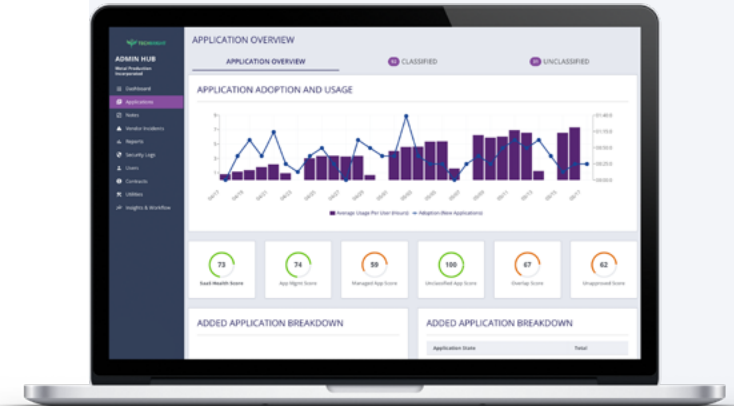 APPLICATION OVERVIEW
ADMIN HUB
Metal Production
Incorporated
Dashboard
Applications
Notes
Vendor Incidents
Reports
Security Logs
Users
Contracts
Utilities
Insights & Workflow
APPLICATION OVERVIEW
CLASSIFIED
UNCLASSIFIED
APPLICATION ADOPTION AND USAGE
Average Usage Per User (Hours)
Adoption (New Applications)
73
SaaS Health Score
74
App Mgmt Score
59
Managed App Score
100
Unclassified App Score
67
Overlap Score
62
Unapproved Score
ADDED APPLICATION BREAKDOWN
ADDED APPLICATION BREAKDOWN
Application State
Total